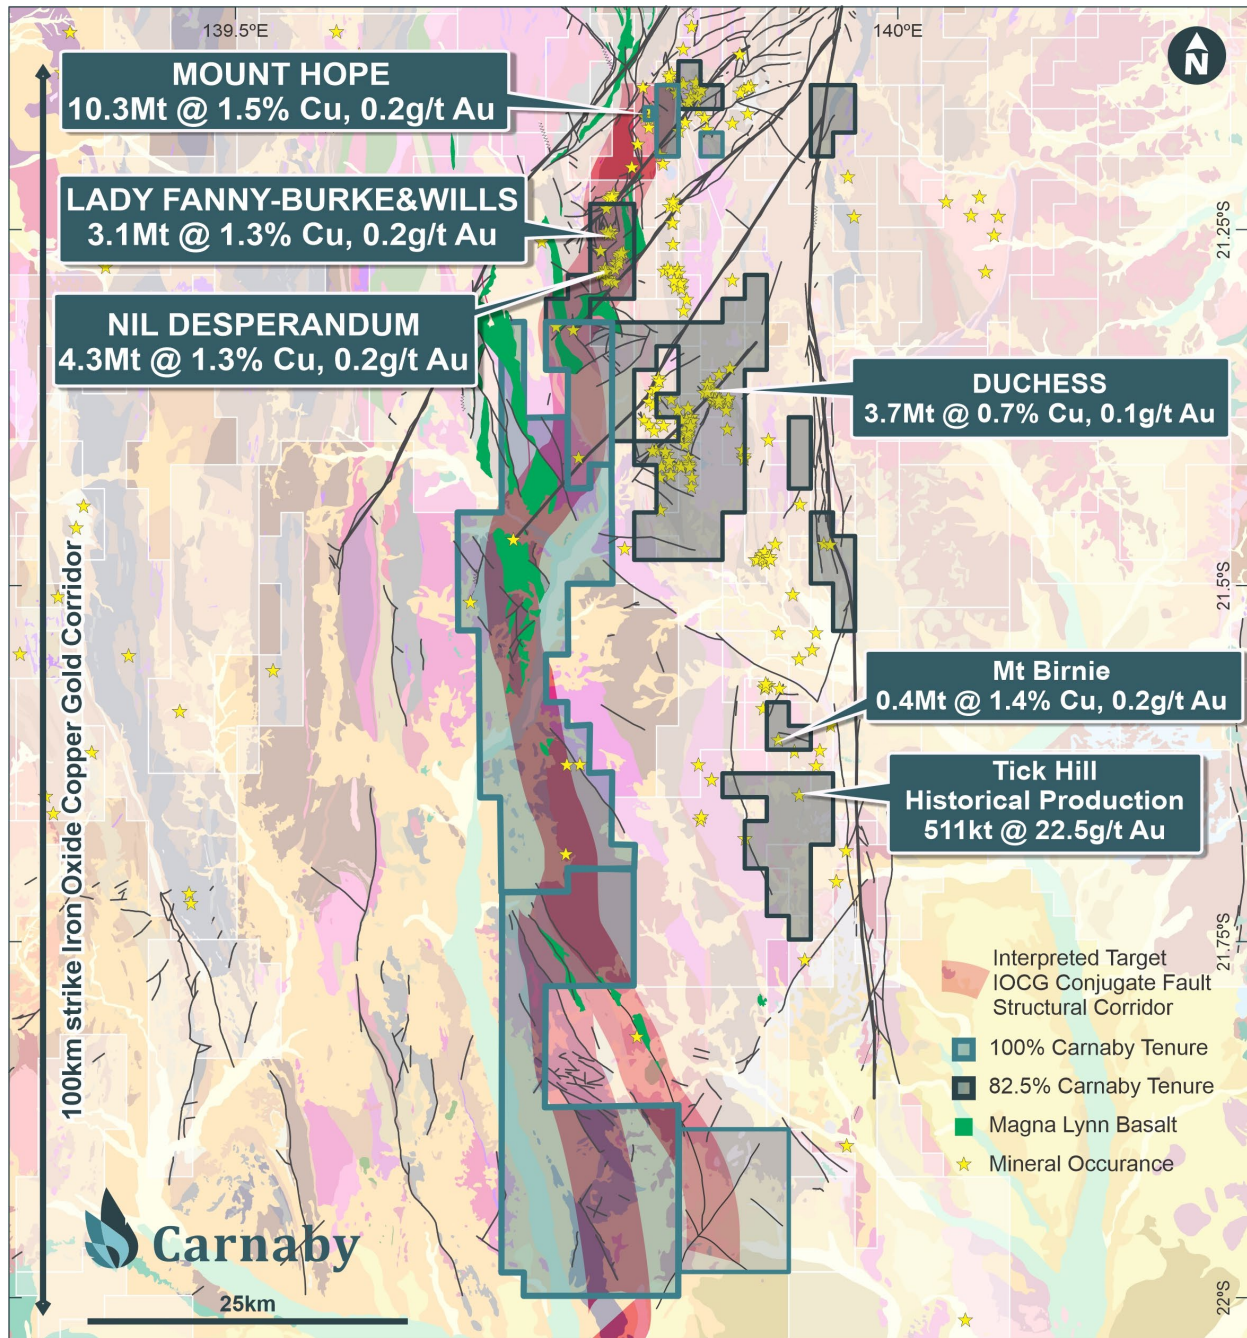 139.5ºE
140ºE
N
MOUNT HOPE
10.3Mt @ 1.5% Cu, 0.2g/t Au
LADY FANNY-BURKE&WILLS
3.1Mt @ 1.3% Cu, 0.2g/t Au
21.25ºS
NIL DESPERANDUM
4.3Mt @ 1.3% Cu, 0.2g/t Au
DUCHESS
3.7Mt @ 0.7% Cu, 0.1g/t Au
21.5ºS
100km strike Iron Oxide Copper Gold Corridor
Mt Birnie
0.4Mt @ 1.4% Cu, 0.2g/t Au
Tick Hill
Historical Production
511kt @ 22.5g/t Au
21.75ºS
Interpreted Target
IOCG Conjugate Fault
Structural Corridor
100% Carnaby Tenure
82.5% Carnaby Tenure
Magna Lynn Basalt
Mineral Occurance
Carnaby
25km
22ºS